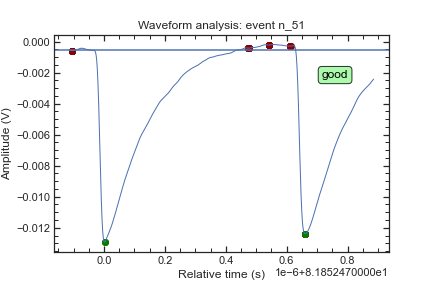 Waveform analysis: event n_51
0.000
−0.002
−0.004
−0.006
−0.008
−0.010
−0.012
Amplitude (V)
good
0.0
0.2
0.4
0.6
0.8
Relative time (s)
1e−6+8.1852470000e1